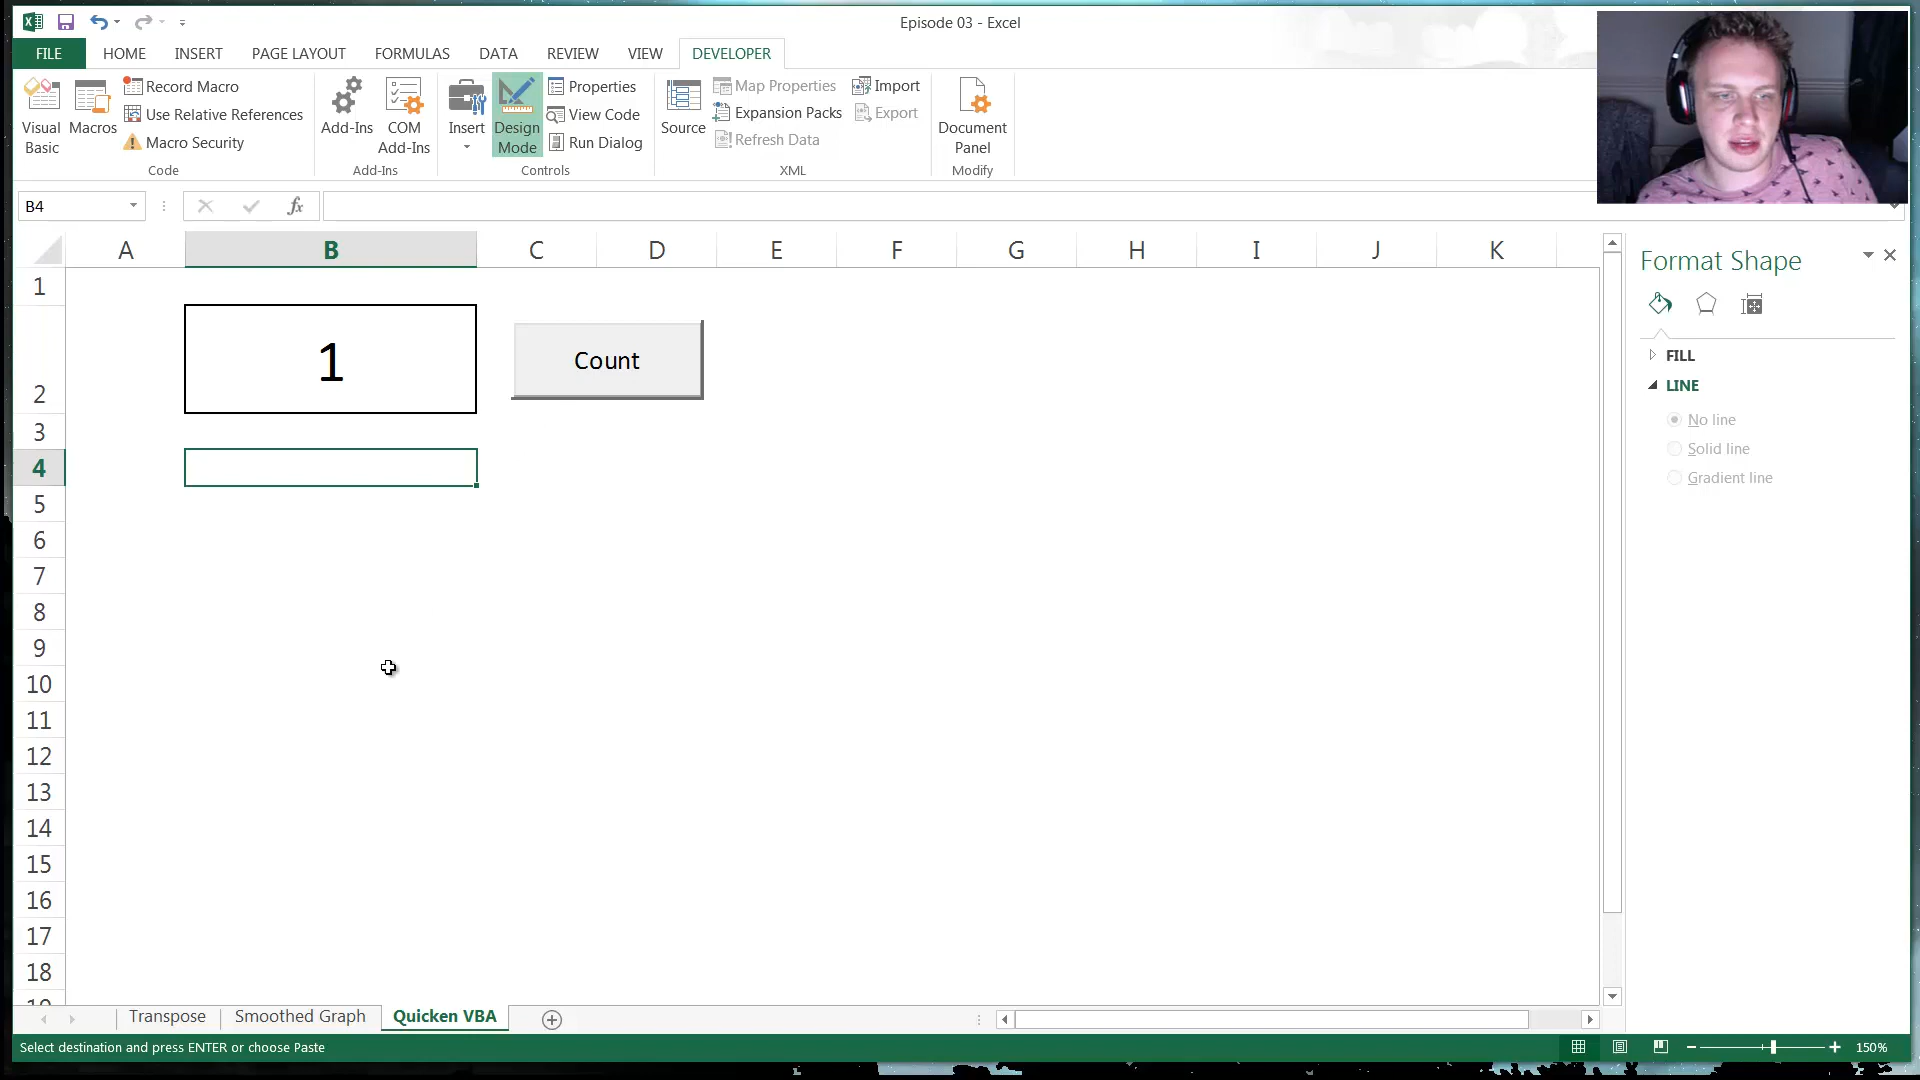 Episode 03 - Excel
FILE HOME INSERT PAGE LAYOUT FORMULAS DATA REVIEW VIEW DEVELOPER
Visual Basic
Macros
Record Macro
Use Relative References
Macro Security
Code
Add-Ins
COM Add-Ins
Add-Ins
Insert
Design Mode
Properties
View Code
Run Dialog
Controls
Source
Map Properties
Expansion Packs
Refresh Data
Import
Export
XML
Document Panel
Modify
B4
fx
A B C D E F G H I J K
1
2
3
4
5
6
7
8
9
10
11
12
13
14
15
16
17
18
19
1
Count
Format Shape
FILL
LINE
No line
Solid line
Gradient line
Transpose Smoothed Graph Quicken VBA
Select destination and press ENTER or choose Paste
150%